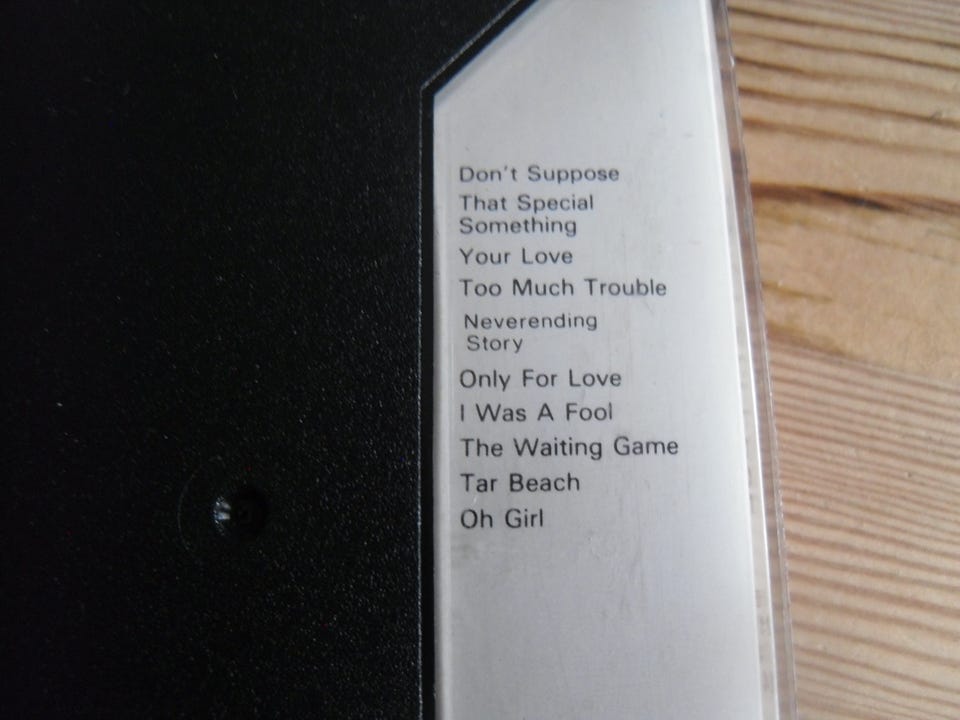 Don't Suppose
That Special
Something
Your Love
Too Much Trouble
Neverending
Story
Only For Love
I Was A Fool
The Waiting Game
Tar Beach
Oh Girl